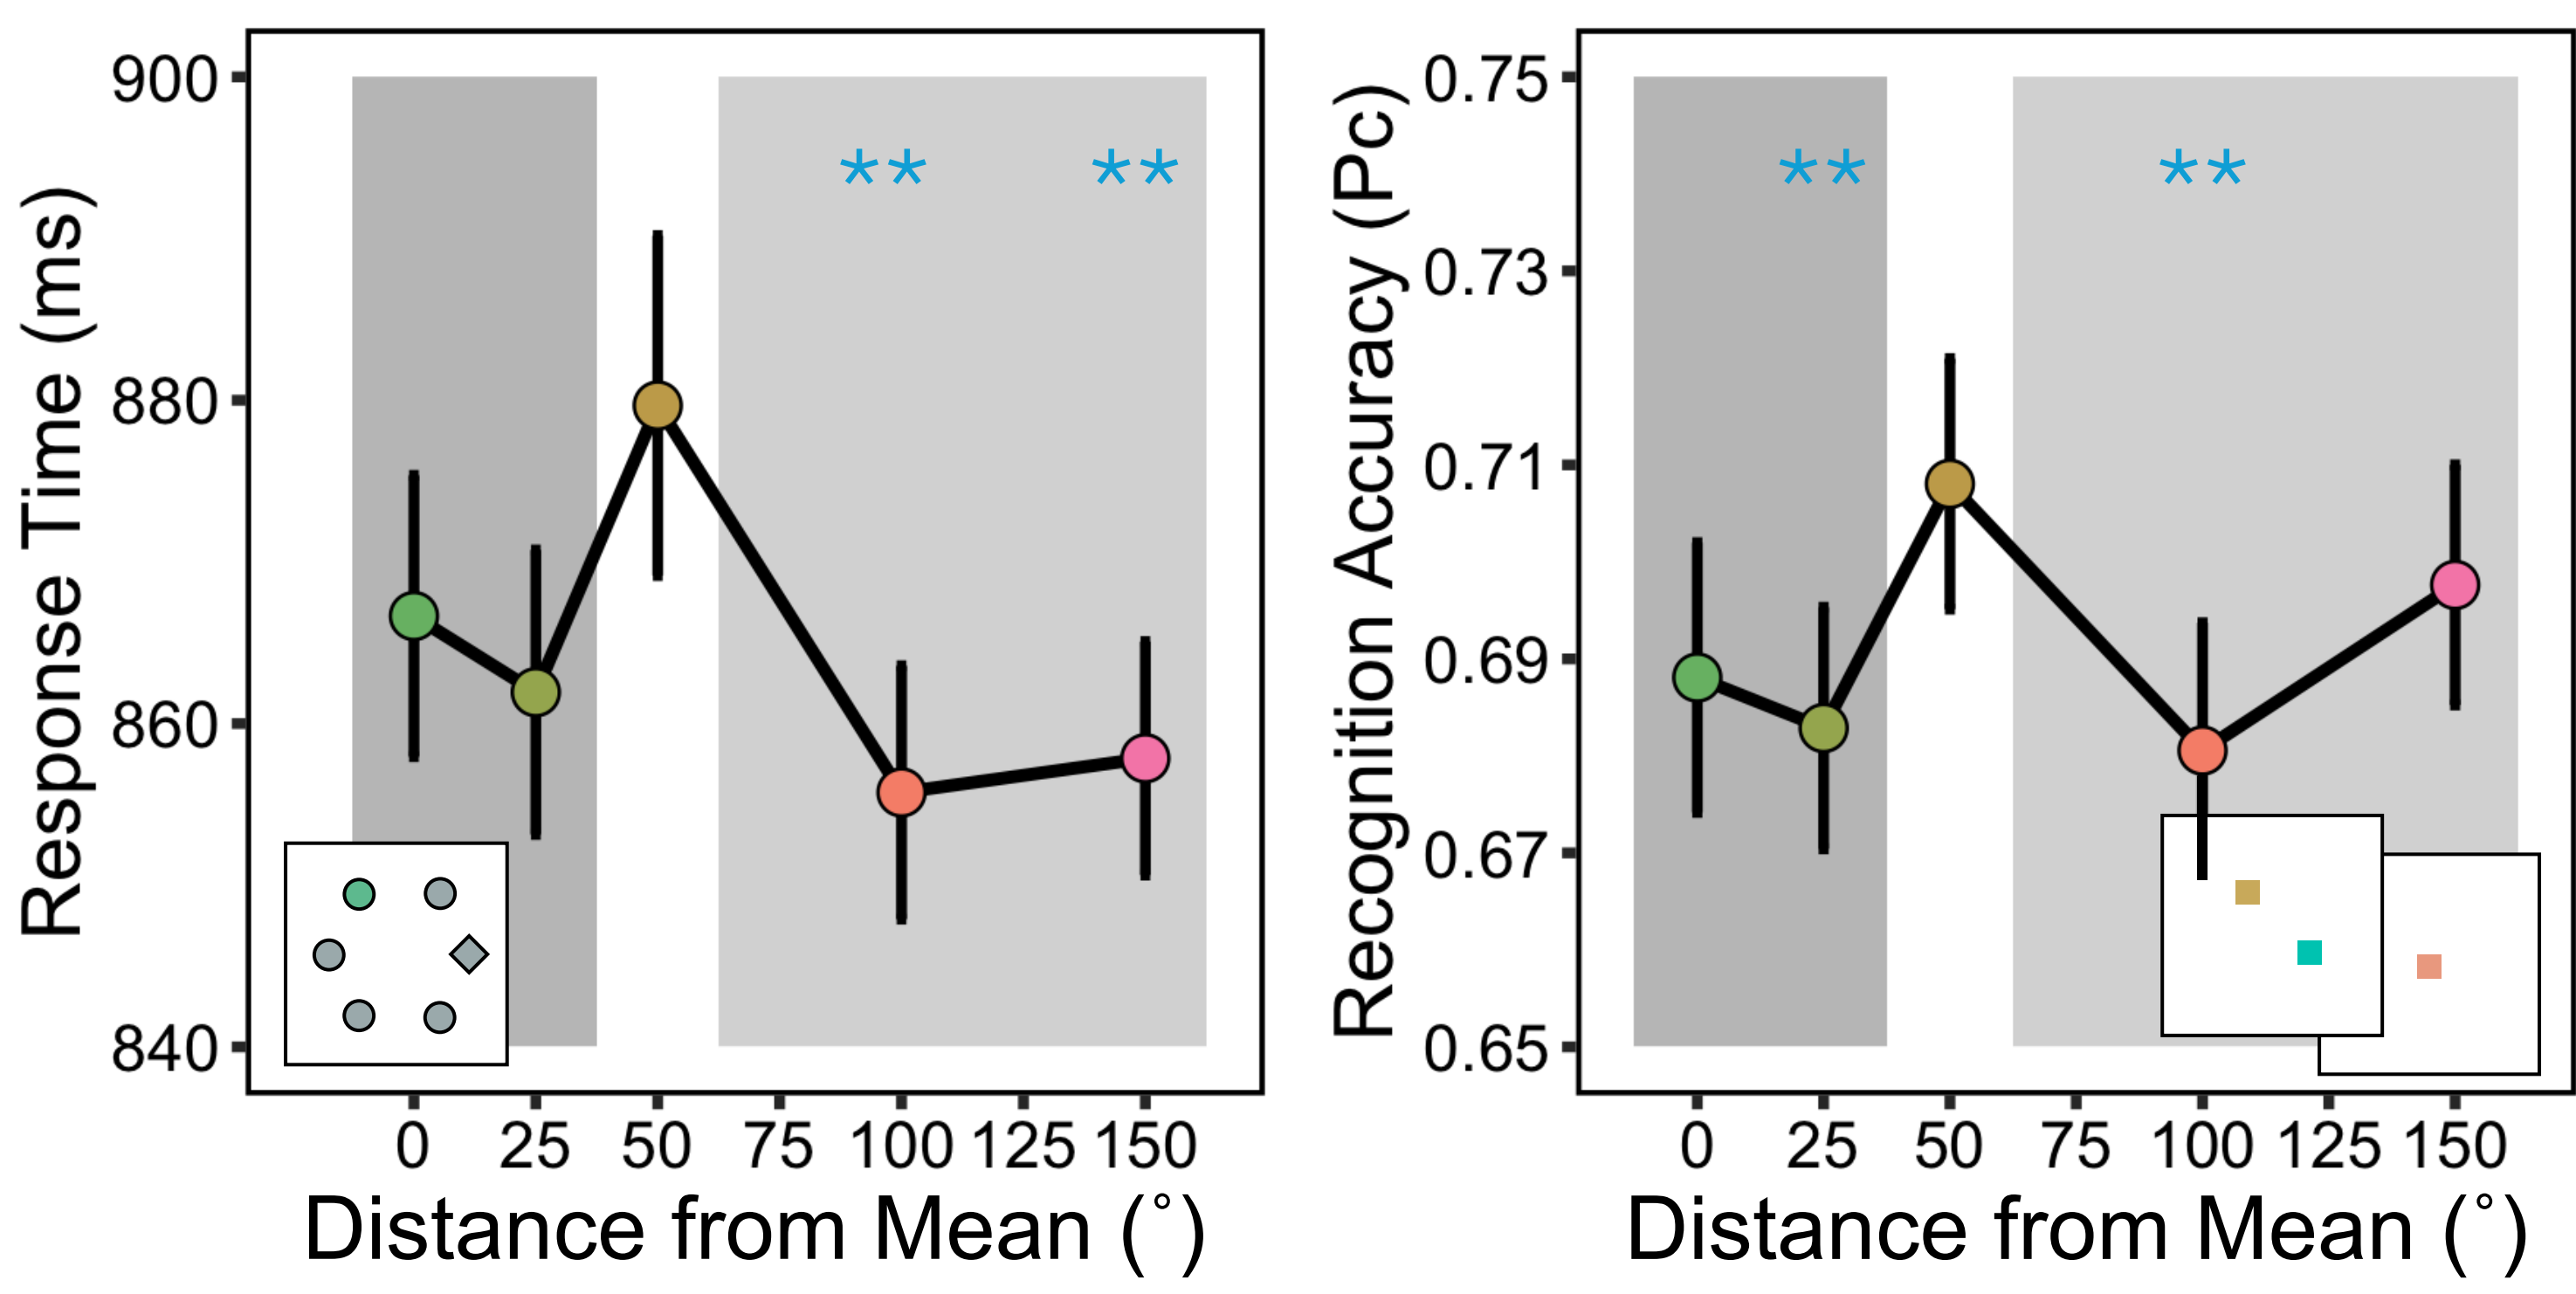 Response Time (ms)
900
880
860
840
** **
0 25 50 75 100 125 150
Distance from Mean (°)
Recognition Accuracy (Pc)
0.75
0.73
0.71
0.69
0.67
0.65
** **
0 25 50 75 100 125 150
Distance from Mean (°)